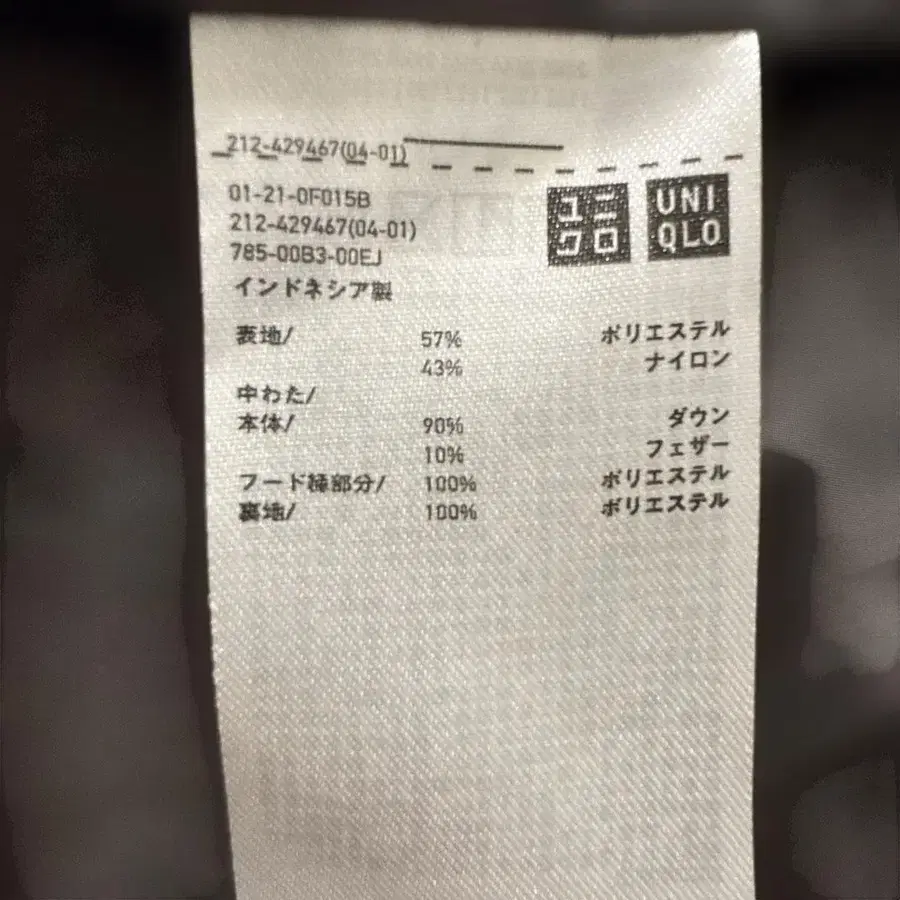 212-429467(04-01)
01-21-0F015B
212-429467(04-01)
785-00B3-00EJ
インドネシア製
ユニクロ
UNIQLO
表地/ 57% ポリエステル
43% ナイロン
中わた/
本体/ 90% ダウン
10% フェザー
フード縁部分/ 100% ポリエステル
裏地/ 100% ポリエステル